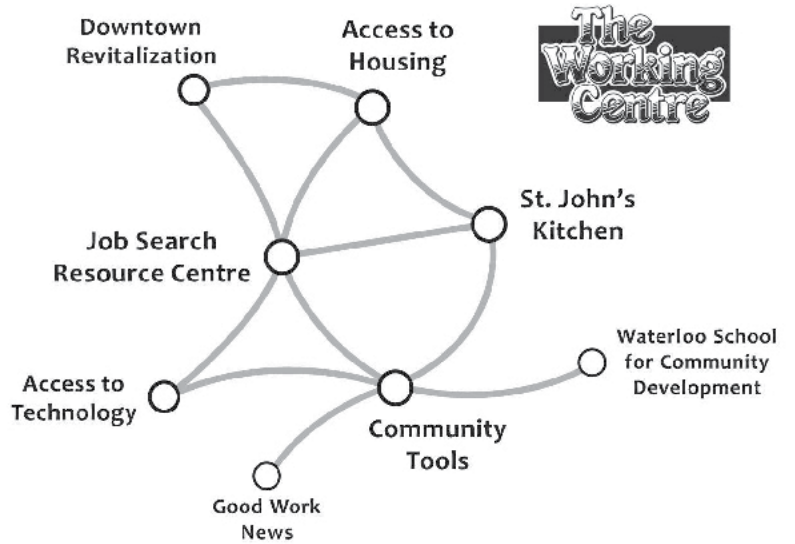 Downtown
Revitalization
Access to
Housing
The
Working
Centre
St. John's
Kitchen
Job Search
Resource Centre
Waterloo School
for Community
Development
Access to
Technology
Community
Tools
Good Work
News